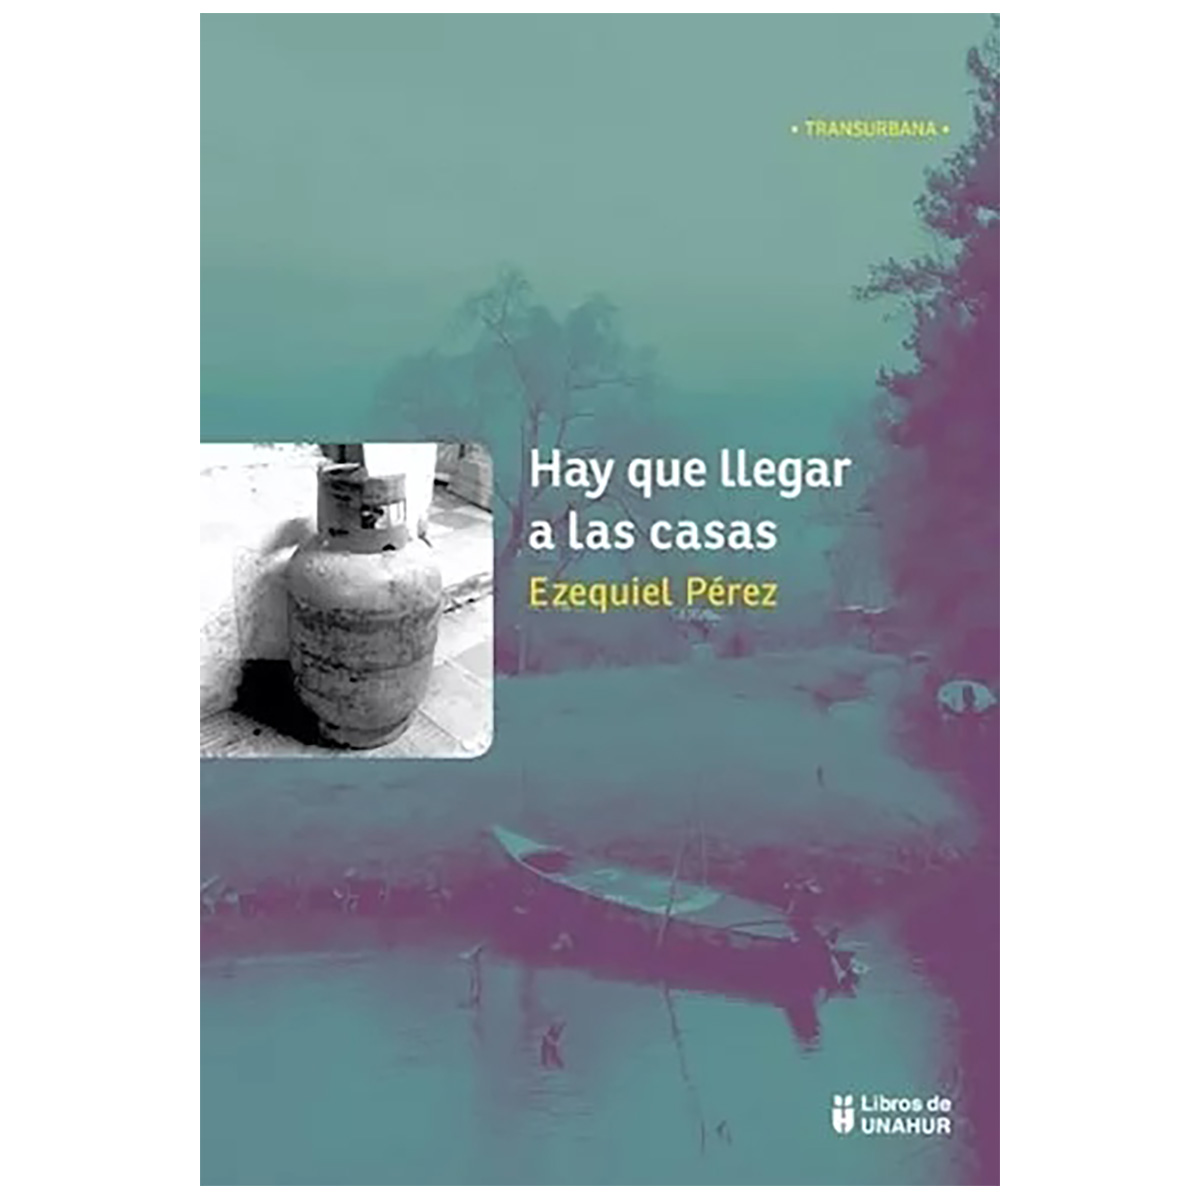 • TRANSURBANA •
Hay que llegar
a las casas
Ezequiel Pérez
Libros de
UNAHUR